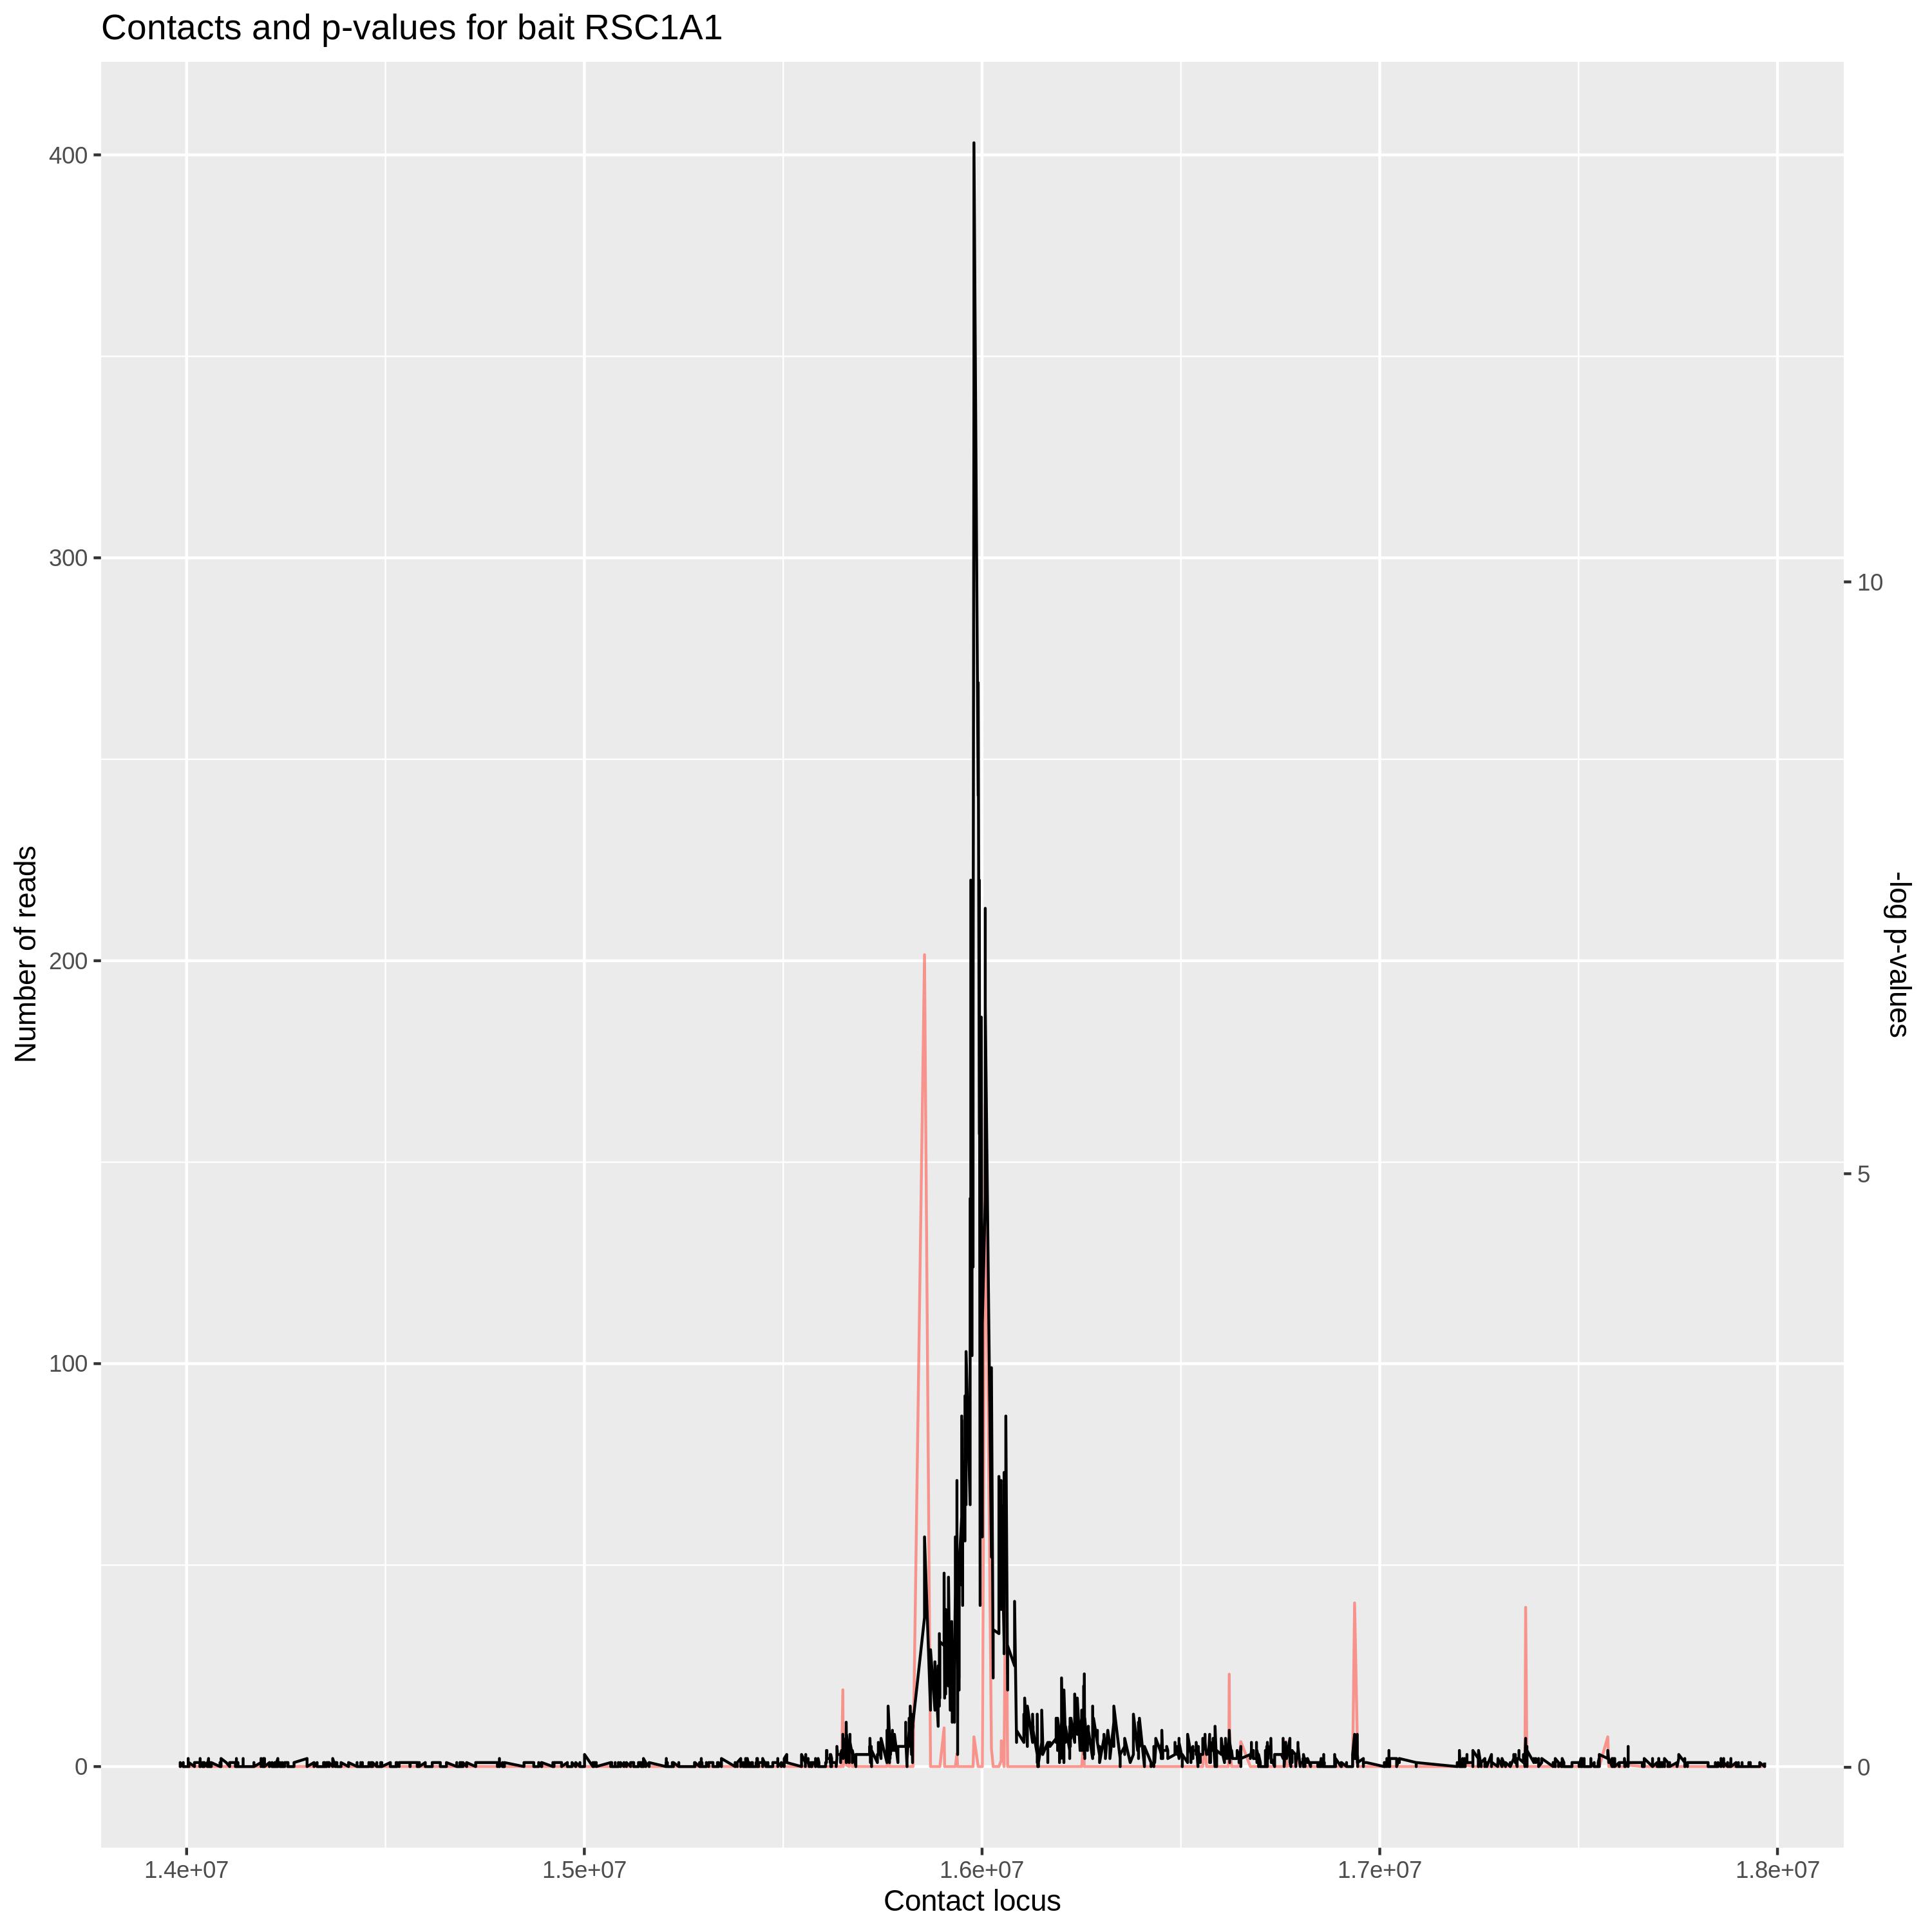 Contacts and p-values for bait RSC1A1
400
300
200
100
0
Number of reads
10
5
0
-log p-values
1.4e+07
1.5e+07
1.6e+07
1.7e+07
1.8e+07
Contact locus